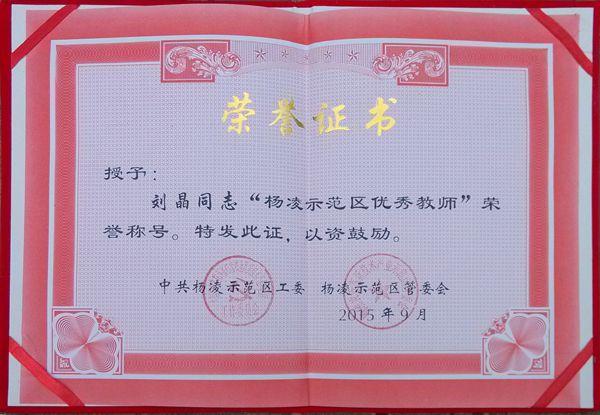 荣誉证书
授予：
刘晶同志“杨凌示范区优秀教师”荣
誉称号。特发此证，以资鼓励。
中共杨凌示范区工委 杨凌示范区管委会
2015年9月